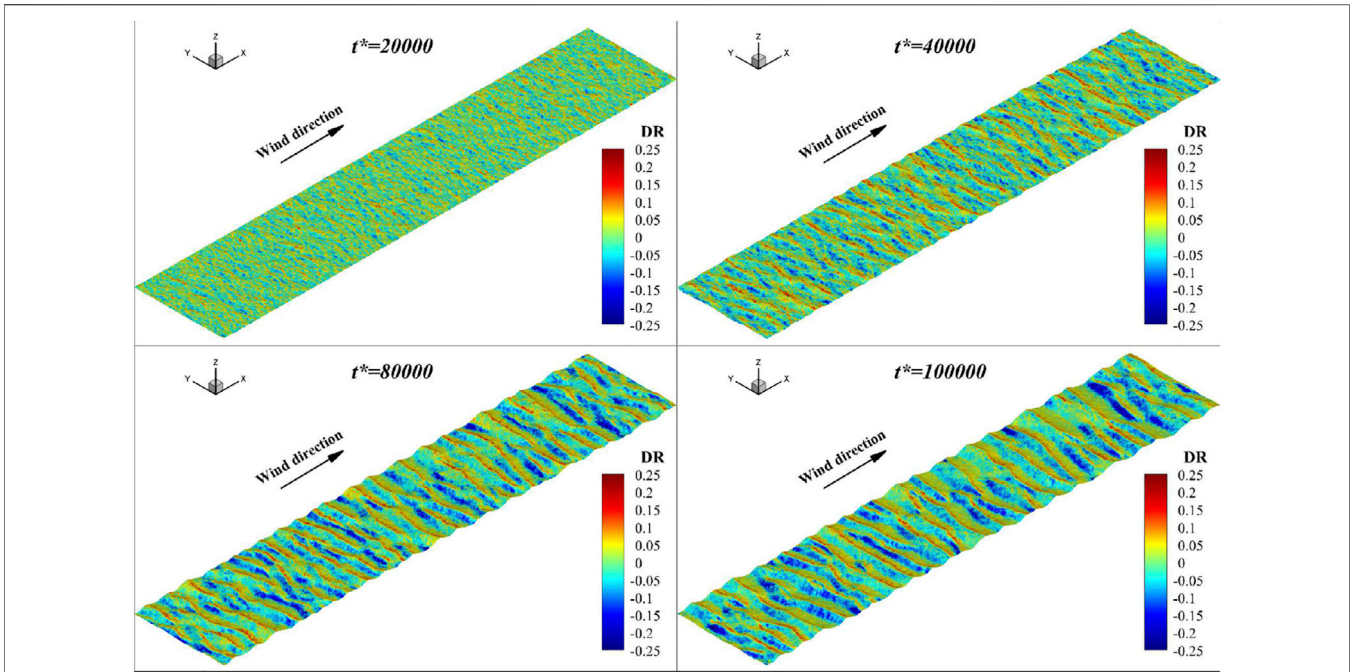 t*=20000
Z
Y
X
Wind direction
DR
0.25
0.2
0.15
0.1
0.05
0
-0.05
-0.1
-0.15
-0.2
-0.25
t*=40000
Z
Y
X
Wind direction
DR
0.25
0.2
0.15
0.1
0.05
0
-0.05
-0.1
-0.15
-0.2
-0.25
t*=80000
Z
Y
X
Wind direction
DR
0.25
0.2
0.15
0.1
0.05
0
-0.05
-0.1
-0.15
-0.2
-0.25
t*=100000
Z
Y
X
Wind direction
DR
0.25
0.2
0.15
0.1
0.05
0
-0.05
-0.1
-0.15
-0.2
-0.25